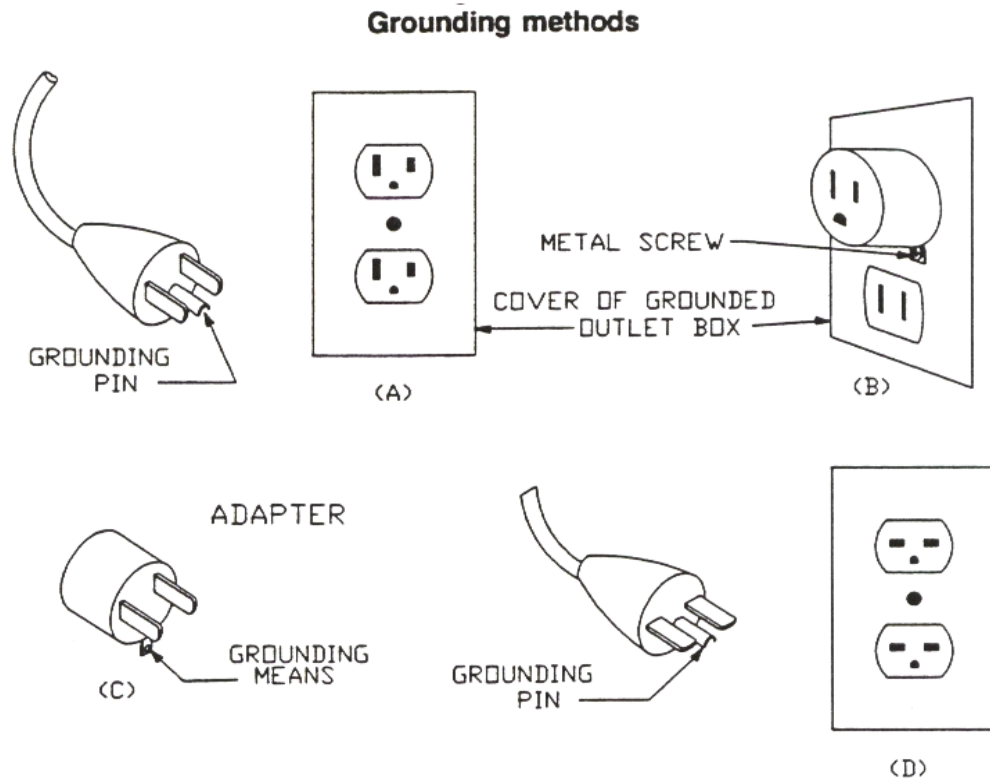 Grounding methods
METAL SCREW
COVER OF GROUNDED
OUTLET BOX
GROUNDING
PIN
(A)
(B)
ADAPTER
GROUNDING
MEANS
(C)
GROUNDING
PIN
(D)